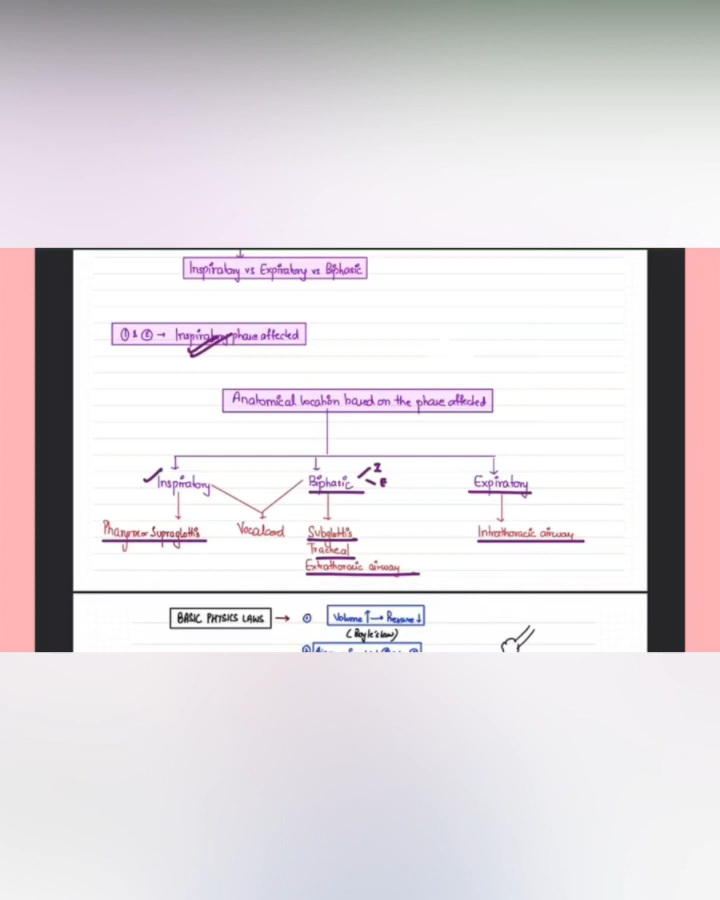 Inspiratory vs Expiratory vs Biphasic
① & ② → Inspiratory phase affected
Anatomical location based on the phase affected
Inspiratory Biphasic I E Expiratory
Pharynx or Supraglottis Vocal cord Subglottis Intrathoracic airway
Tracheal
Extrathoracic airway
BASIC PHYSICS LAWS → ① Volume ↑ → Pressure ↓
(Boyle's law)
②